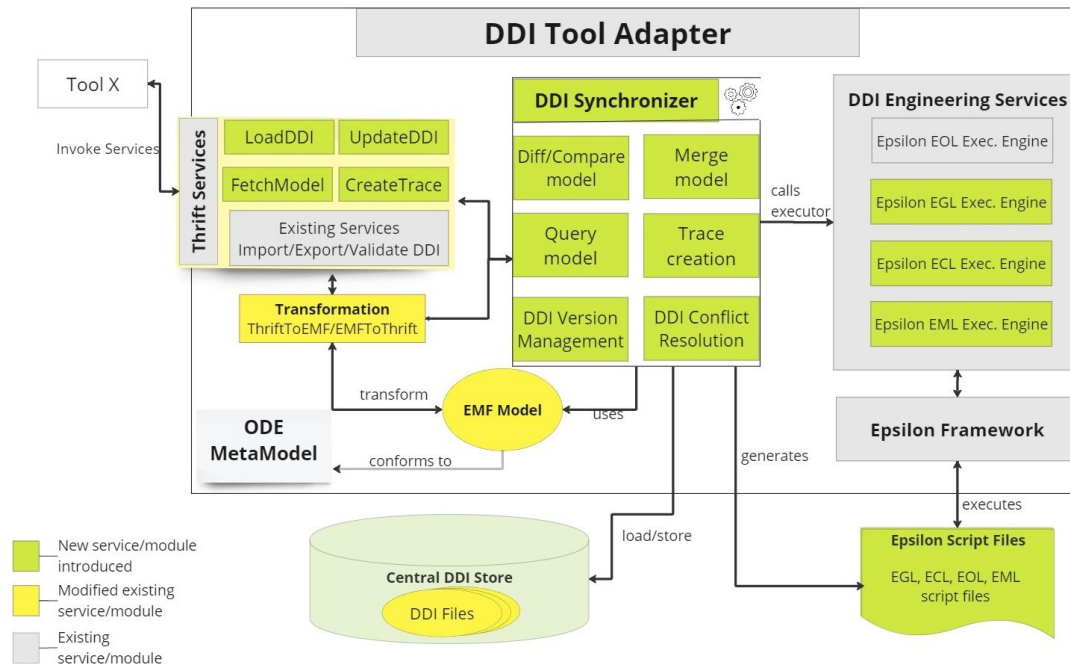 DDI Tool Adapter
Tool X
Invoke Services
Thrift Services
LoadDDI
UpdateDDI
FetchModel
CreateTrace
Existing Services
Import/Export/Validate DDI
Transformation
ThriftToEMF/EMFToThrift
DDI Synchronizer
Diff/Compare
model
Merge
model
Query
model
Trace
creation
DDI Version
Management
DDI Conflict
Resolution
calls
executor
DDI Engineering Services
Epsilon EOL Exec. Engine
Epsilon EGL Exec. Engine
Epsilon ECL Exec. Engine
Epsilon EML Exec. Engine
transform
EMF Model
uses
ODE
MetaModel
conforms to
generates
Epsilon Framework
executes
load/store
Central DDI Store
DDI Files
Epsilon Script Files
EGL, ECL, EOL, EML
script files
New service/module
introduced
Modified existing
service/module
Existing
service/module